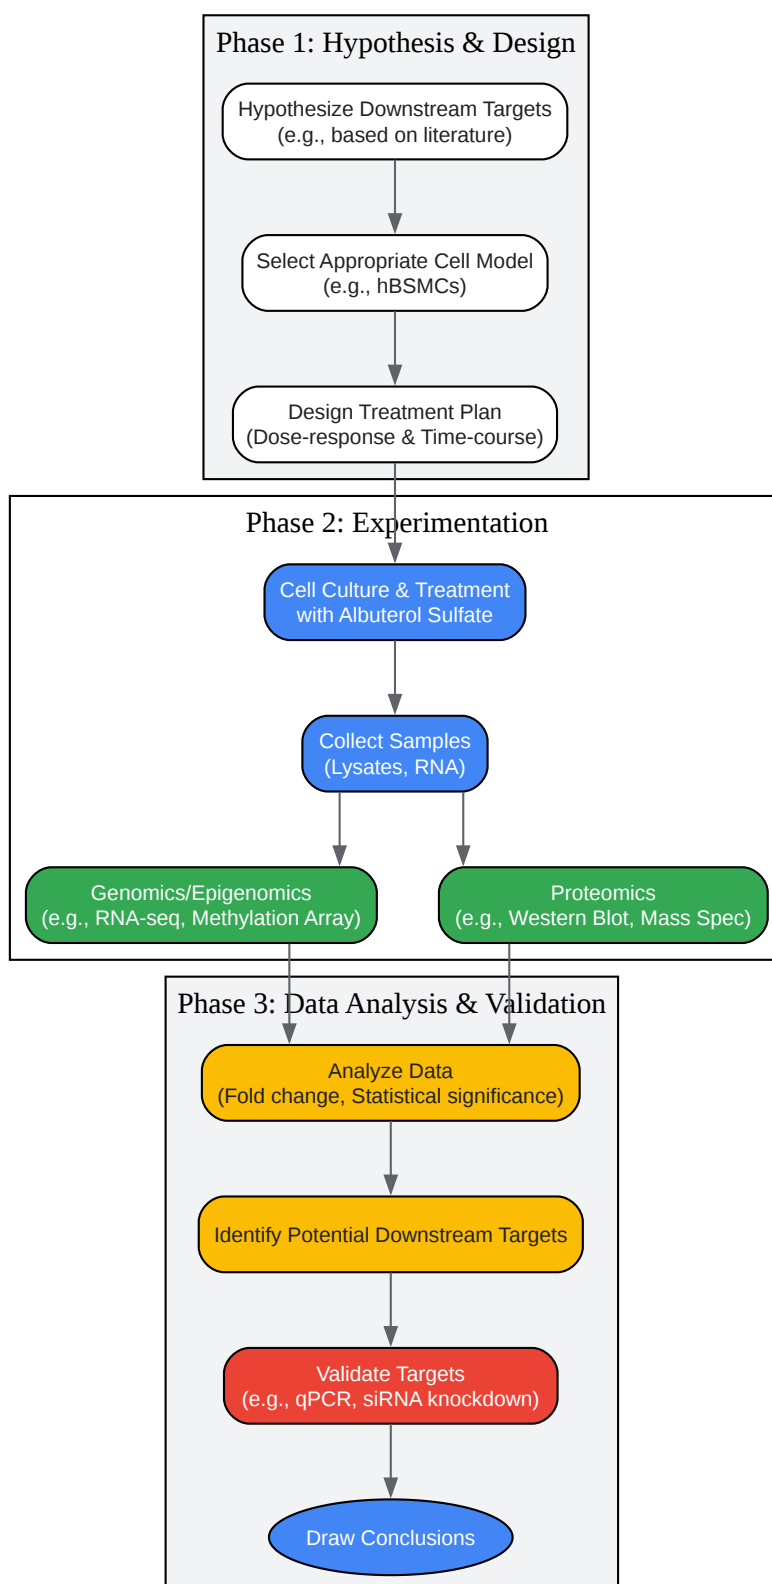 Phase 1: Hypothesis & Design
Hypothesize Downstream Targets
(e.g., based on literature)
Select Appropriate Cell Model
(e.g., hBSMCs)
Design Treatment Plan
(Dose-response & Time-course)
Phase 2: Experimentation
Cell Culture & Treatment
with Albuterol Sulfate
Collect Samples
(Lysates, RNA)
Genomics/Epigenomics
(e.g., RNA-seq, Methylation Array)
Proteomics
(e.g., Western Blot, Mass Spec)
Phase 3: Data Analysis & Validation
Analyze Data
(Fold change, Statistical significance)
Identify Potential Downstream Targets
Validate Targets
(e.g., qPCR, siRNA knockdown)
Draw Conclusions